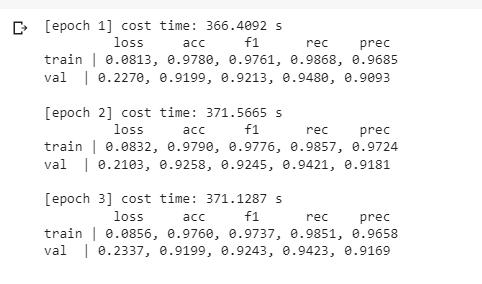 [epoch 1] cost time: 366.4092 s
loss acc f1 rec prec
train | 0.0813, 0.9780, 0.9761, 0.9868, 0.9685
val | 0.2270, 0.9199, 0.9213, 0.9480, 0.9093
[epoch 2] cost time: 371.5665 s
loss acc f1 rec prec
train | 0.0832, 0.9790, 0.9776, 0.9857, 0.9724
val | 0.2103, 0.9258, 0.9245, 0.9421, 0.9181
[epoch 3] cost time: 371.1287 s
loss acc f1 rec prec
train | 0.0856, 0.9760, 0.9737, 0.9851, 0.9658
val | 0.2337, 0.9199, 0.9243, 0.9423, 0.9169